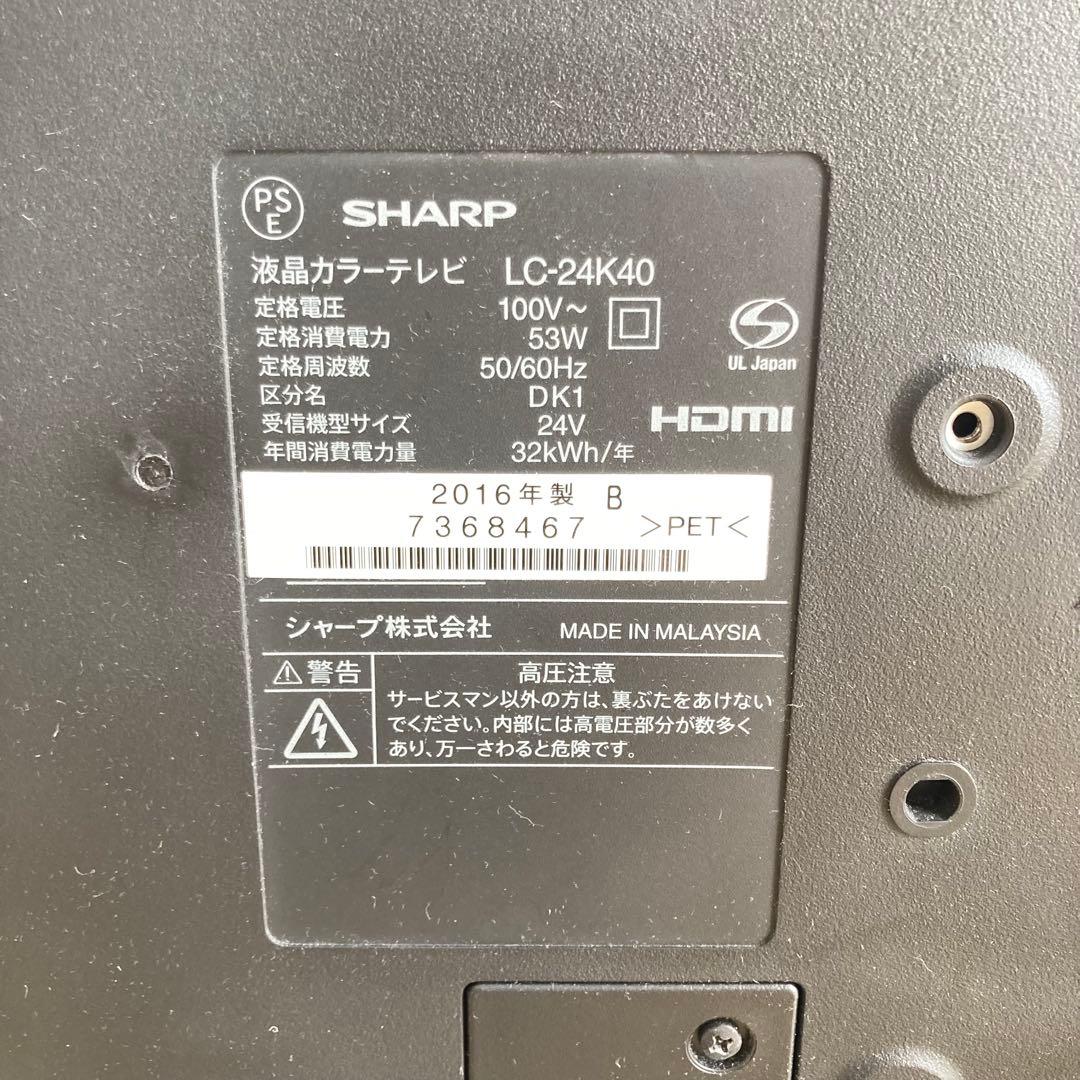 PSE SHARP
液晶カラーテレビ LC-24K40
定格電圧 100V～
定格消費電力 53W
定格周波数 50/60Hz
区分名 DK1
受信機型サイズ 24V
年間消費電力量 32kWh/年
UL Japan
HDMI
2016年製 B
7368467 >PET<
シャープ株式会社 MADE IN MALAYSIA
⚠警告 高圧注意
サービスマン以外の方は、裏ぶたをあけない
でください。内部には高電圧部分が数多く
あり、万一さわると危険です。